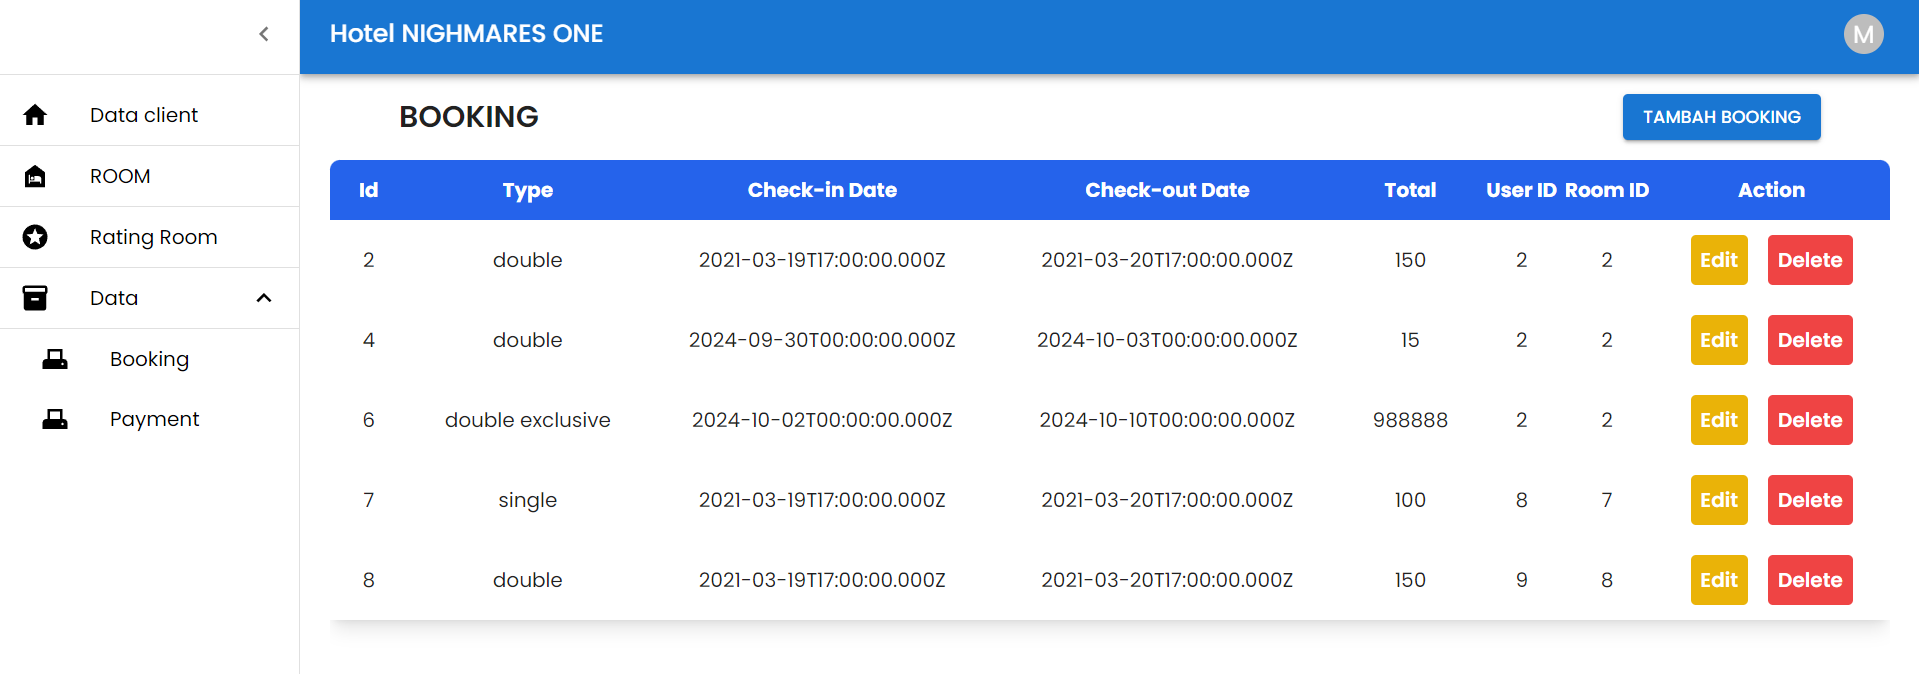 Hotel NIGHMARES ONE
M
Data client
ROOM
Rating Room
Data
Booking
Payment
BOOKING
TAMBAH BOOKING
Id Type Check-in Date Check-out Date Total User ID Room ID Action
2 double 2021-03-19T17:00:00.000Z 2021-03-20T17:00:00.000Z 150 2 2 Edit Delete
4 double 2024-09-30T00:00:00.000Z 2024-10-03T00:00:00.000Z 15 2 2 Edit Delete
6 double exclusive 2024-10-02T00:00:00.000Z 2024-10-10T00:00:00.000Z 988888 2 2 Edit Delete
7 single 2021-03-19T17:00:00.000Z 2021-03-20T17:00:00.000Z 100 8 7 Edit Delete
8 double 2021-03-19T17:00:00.000Z 2021-03-20T17:00:00.000Z 150 9 8 Edit Delete